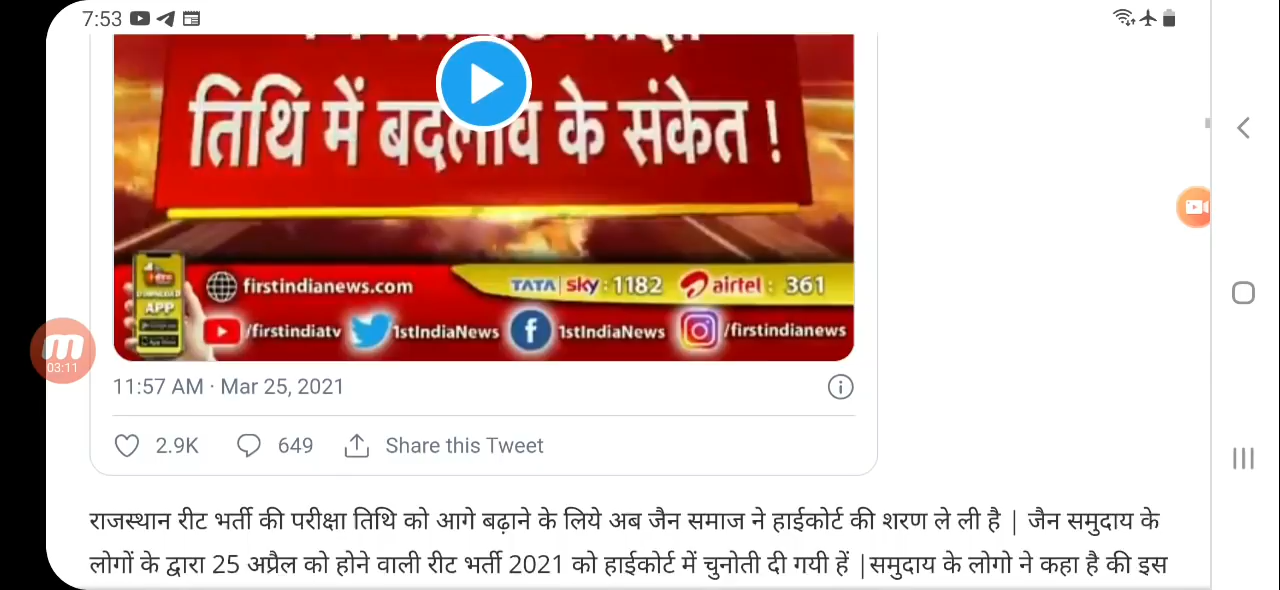 7:53
तिथि में बदलाव के संकेत !
APP
firstindianews.com
TATA sky : 1182
airtel : 361
/firstindiatv
1stIndiaNews
1stIndiaNews
/firstindianews
03:11
11:57 AM · Mar 25, 2021
2.9K
649
Share this Tweet
राजस्थान रीट भर्ती की परीक्षा तिथि को आगे बढ़ाने के लिये अब जैन समाज ने हाईकोर्ट की शरण ले ली है | जैन समुदाय के
लोगों के द्वारा 25 अप्रैल को होने वाली रीट भर्ती 2021 को हाईकोर्ट में चुनोती दी गयी हें |समुदाय के लोगो ने कहा है की इस